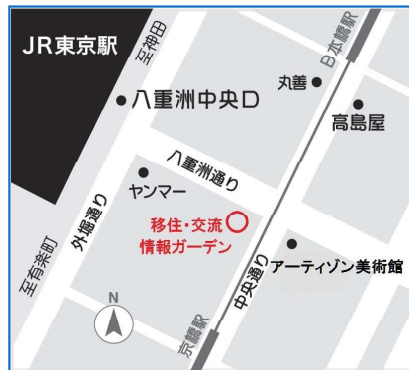 JR東京駅
至神田
日本橋駅
丸善
八重洲中央口
高島屋
八重洲通り
ヤンマー
外堀通り
移住・交流
情報ガーデン
アーティゾン美術館
中央通り
至有楽町
N
京橋駅